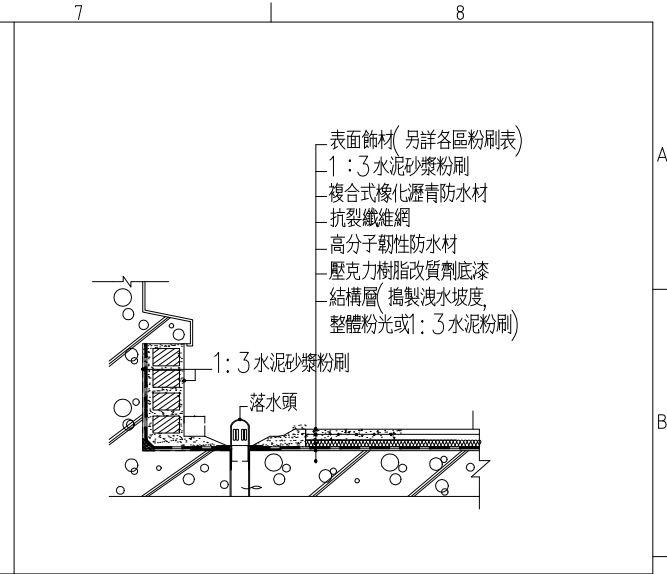 7
8
A
表面飾材(另詳各區粉刷表)
1：3水泥砂漿粉刷
複合式橡化瀝青防水材
抗裂纖維網
高分子韌性防水材
壓克力樹脂改質劑底漆
結構層(搗製洩水坡度,
整體粉光或1：3水泥粉刷)
1：3水泥砂漿粉刷
落水頭
B